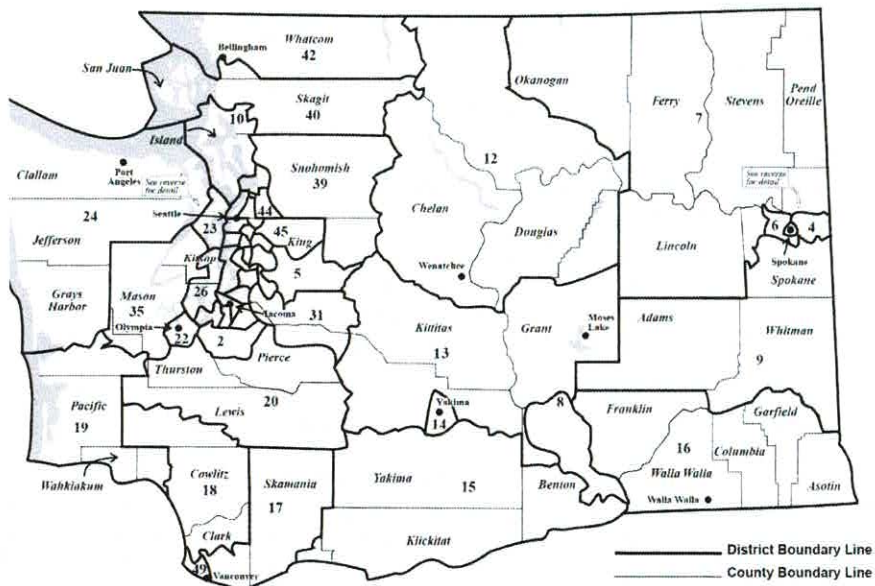 Whatcom
42
Bellingham
San Juan
Okanogan
Ferry
7
Stevens
Pend
Oreille
Skagit
40
10
Island
12
Clallam
Port
Angeles
See reverse
for detail
Snohomish
39
Chelan
See reverse
for detail
24
Jefferson
Seattle
44
23
45
King
Douglas
Lincoln
6
4
Spokane
Spokane
Kitsap
5
Wenatchee
Grays
Harbor
Mason
35
26
Tacoma
31
Kittitas
13
Grant
Moses
Lake
Adams
Whitman
9
Olympia
22
2
Pierce
Thurston
20
Lewis
Pacific
19
Yakima
14
8
Franklin
Garfield
16
Columbia
Walla Walla
Walla Walla
Asotin
Wahkiakum
Cowlitz
18
Skamania
17
Yakima
15
Benton
Clark
Klickitat
49
Vancouver
District Boundary Line
County Boundary Line